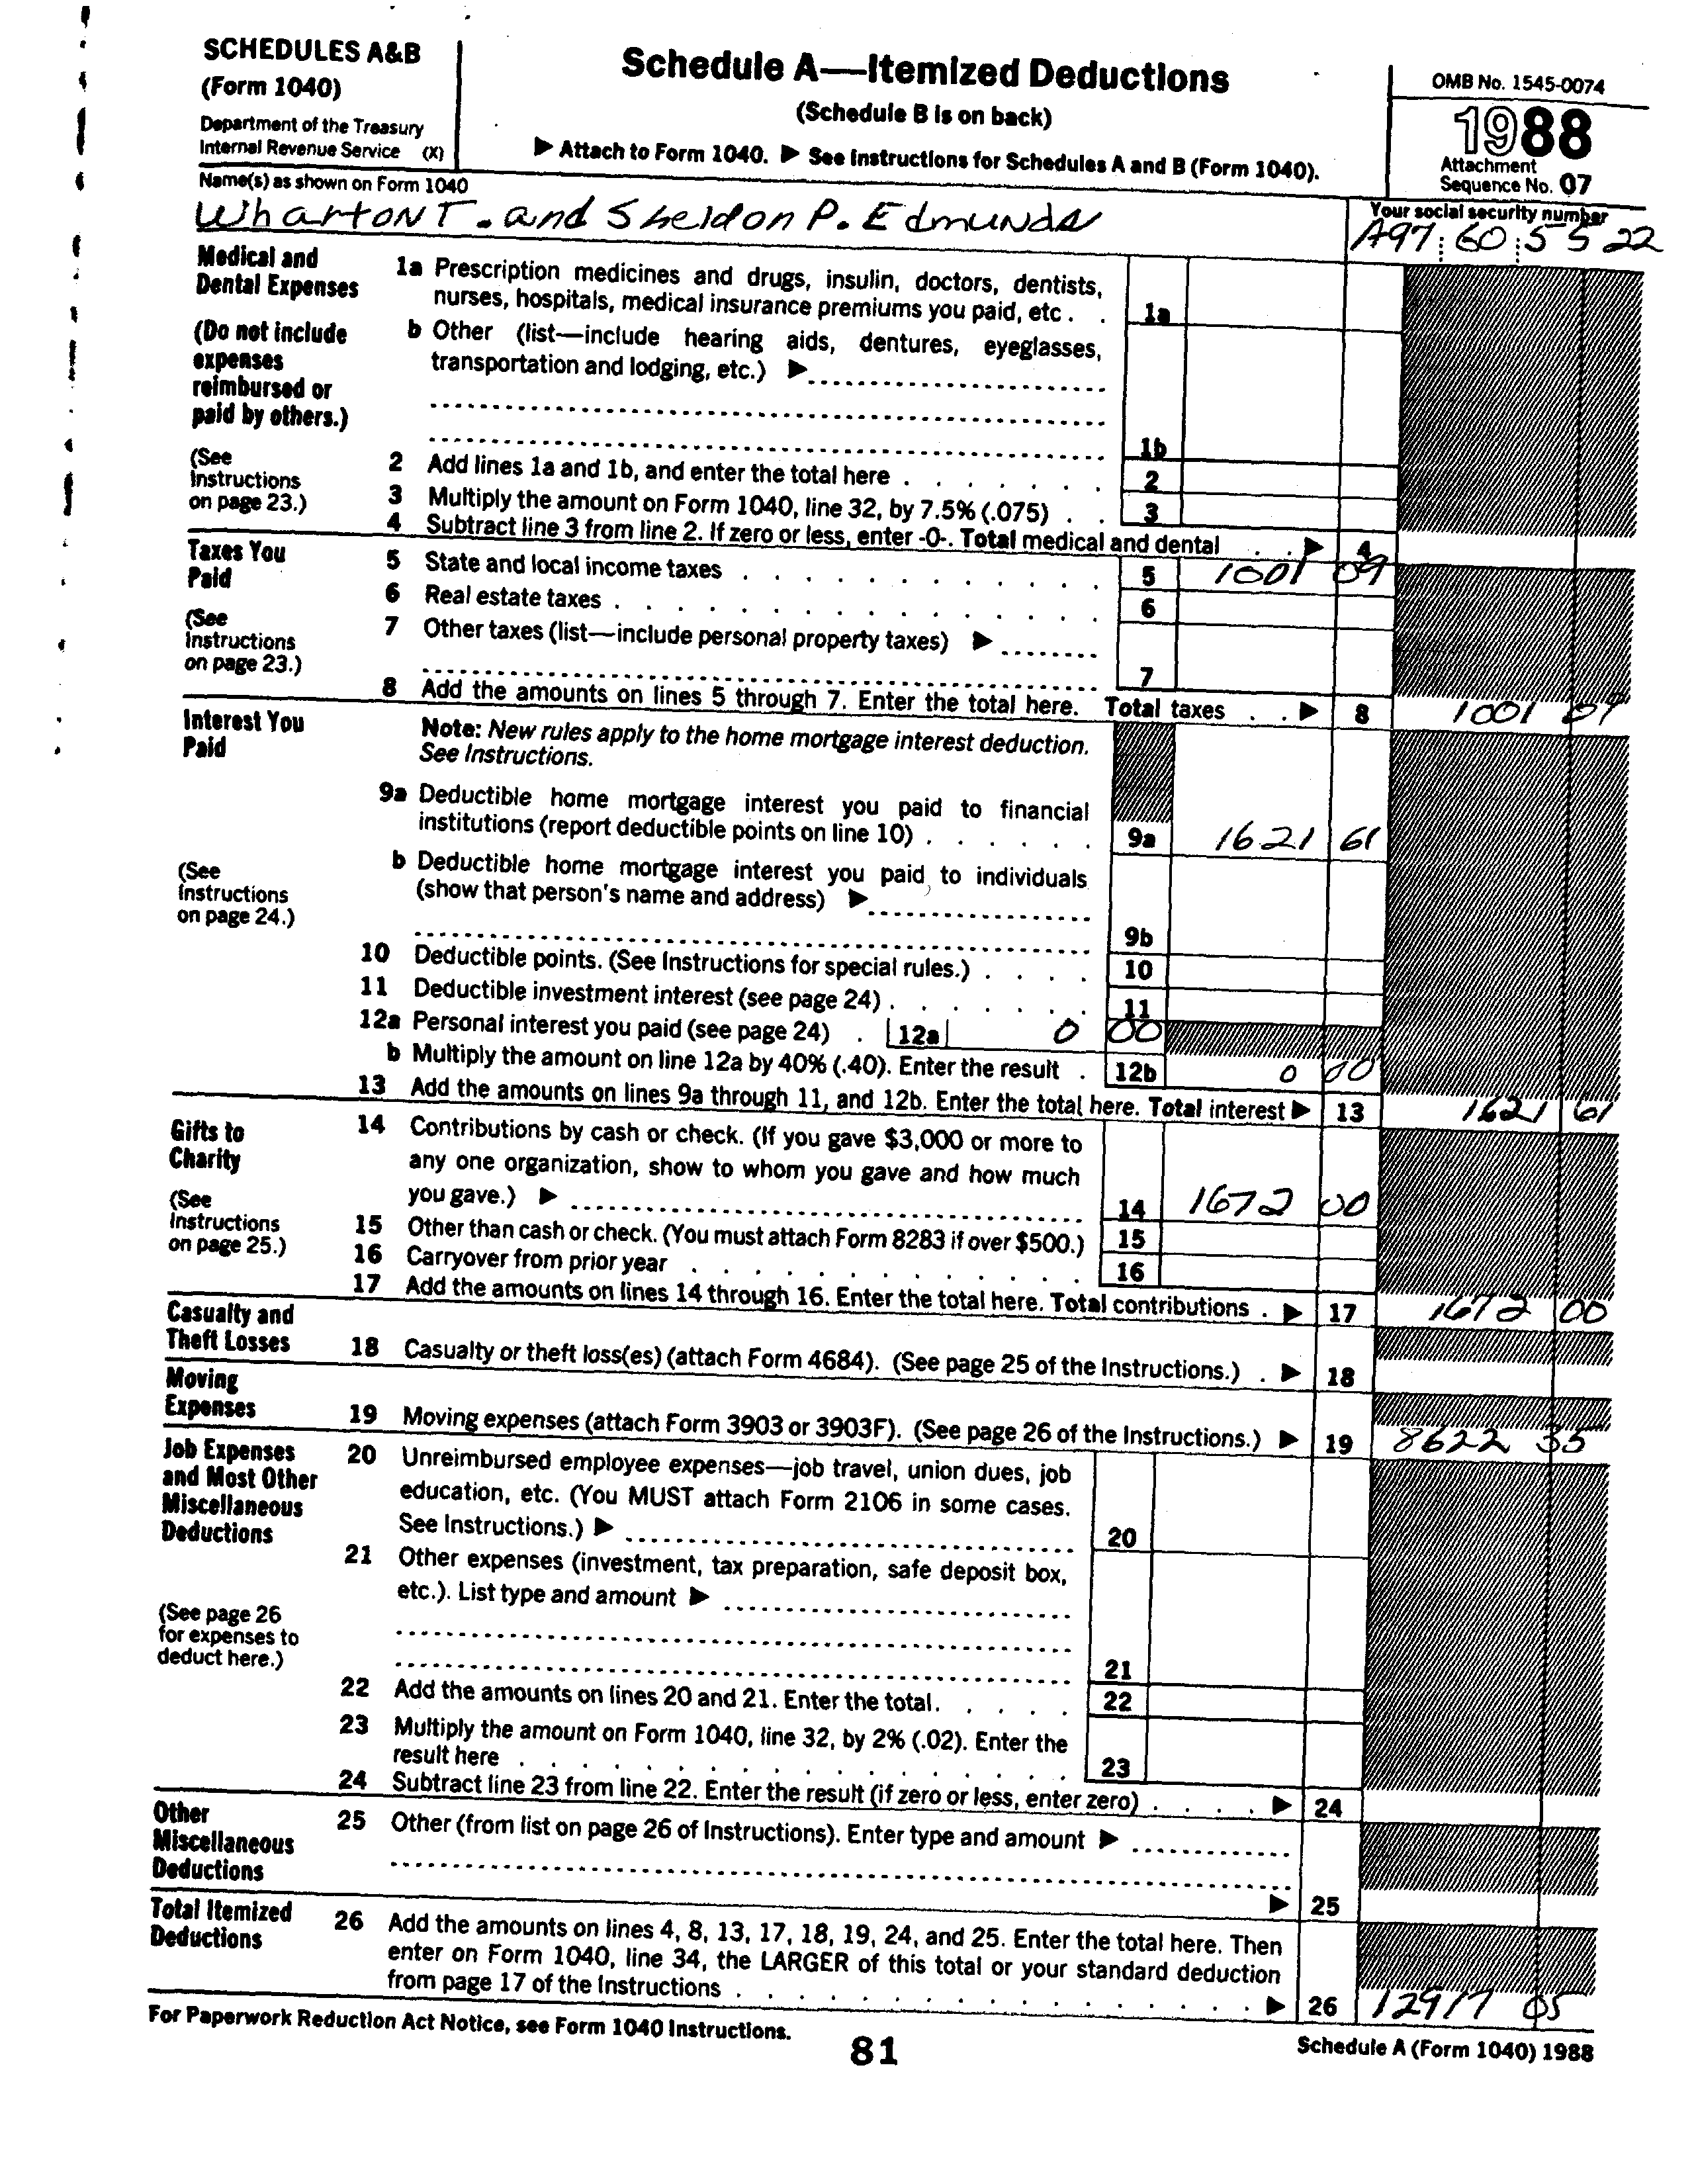 SCHEDULES A&B
(Form 1040)
Department of the Treasury
Internal Revenue Service (X)
Schedule A—Itemized Deductions
(Schedule B is on back)
▶ Attach to Form 1040. ▶ See Instructions for Schedules A and B (Form 1040).
OMB No. 1545-0074
1988
Attachment
Sequence No. 07
Name(s) as shown on Form 1040
Wharton T. and Sheldon P. Edmunds
Your social security number
A97 60 5522
Medical and
Dental Expenses
(Do not include
expenses
reimbursed or
paid by others.)
(See
Instructions
on page 23.)
1a Prescription medicines and drugs, insulin, doctors, dentists,
nurses, hospitals, medical insurance premiums you paid, etc . . 1a
b Other (list—include hearing aids, dentures, eyeglasses,
transportation and lodging, etc.) ▶
1b
2 Add lines 1a and 1b, and enter the total here . . . . . . . 2
3 Multiply the amount on Form 1040, line 32, by 7.5% (.075) . . 3
4 Subtract line 3 from line 2. If zero or less, enter -0-. Total medical and dental . . ▶ 4
Taxes You
Paid
(See
Instructions
on page 23.)
5 State and local income taxes . . . . . . . . . . . . . 5 1001 09
6 Real estate taxes . . . . . . . . . . . . . . . . . 6
7 Other taxes (list—include personal property taxes) ▶
7
8 Add the amounts on lines 5 through 7. Enter the total here. Total taxes . . ▶ 8 1001 09
Interest You
Paid
(See
Instructions
on page 24.)
Note: New rules apply to the home mortgage interest deduction.
See Instructions.
9a Deductible home mortgage interest you paid to financial
institutions (report deductible points on line 10) . . . . . . 9a 1621 61
b Deductible home mortgage interest you paid to individuals
(show that person's name and address) ▶
9b
10 Deductible points. (See Instructions for special rules.) . . . . 10
11 Deductible investment interest (see page 24) . . . . . . . 11
12a Personal interest you paid (see page 24) . 12a 0 00
b Multiply the amount on line 12a by 40% (.40). Enter the result . 12b 0 00
13 Add the amounts on lines 9a through 11, and 12b. Enter the total here. Total interest ▶ 13 1621 61
Gifts to
Charity
(See
Instructions
on page 25.)
14 Contributions by cash or check. (If you gave $3,000 or more to
any one organization, show to whom you gave and how much
you gave.) ▶ 14 1672 00
15 Other than cash or check. (You must attach Form 8283 if over $500.) 15
16 Carryover from prior year . . . . . . . . . . . . . 16
17 Add the amounts on lines 14 through 16. Enter the total here. Total contributions . ▶ 17 1672 00
Casualty and
Theft Losses
18 Casualty or theft loss(es) (attach Form 4684). (See page 25 of the Instructions.) . ▶ 18
Moving
Expenses
19 Moving expenses (attach Form 3903 or 3903F). (See page 26 of the Instructions.) ▶ 19 8622 35
Job Expenses
and Most Other
Miscellaneous
Deductions
(See page 26
for expenses to
deduct here.)
20 Unreimbursed employee expenses—job travel, union dues, job
education, etc. (You MUST attach Form 2106 in some cases.
See Instructions.) ▶ 20
21 Other expenses (investment, tax preparation, safe deposit box,
etc.). List type and amount ▶
21
22 Add the amounts on lines 20 and 21. Enter the total . . . . . 22
23 Multiply the amount on Form 1040, line 32, by 2% (.02). Enter the
result here . . . . . . . . . . . . . . . . . . 23
24 Subtract line 23 from line 22. Enter the result (if zero or less, enter zero) . . . . ▶ 24
Other
Miscellaneous
Deductions
25 Other (from list on page 26 of Instructions). Enter type and amount ▶
▶ 25
Total Itemized
Deductions
26 Add the amounts on lines 4, 8, 13, 17, 18, 19, 24, and 25. Enter the total here. Then
enter on Form 1040, line 34, the LARGER of this total or your standard deduction
from page 17 of the Instructions . . . . . . . . . . . . . . . . . ▶ 26 12917 05
For Paperwork Reduction Act Notice, see Form 1040 Instructions.
81
Schedule A (Form 1040) 1988